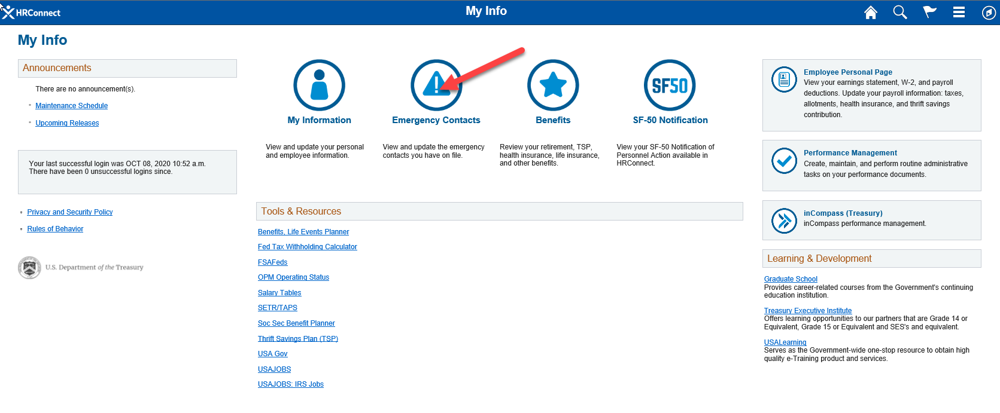 HRConnect
My Info
My Info
Announcements
There are no announcement(s).
Maintenance Schedule
Upcoming Releases
Your last successful login was OCT 08, 2020 10:52 a.m.
There have been 0 unsuccessful logins since.
Privacy and Security Policy
Rules of Behavior
U.S. Department of the Treasury
My Information
View and update your personal
and employee information.
Emergency Contacts
View and update the emergency
contacts you have on file.
Benefits
Review your retirement, TSP,
health insurance, life insurance,
and other benefits.
SF50
SF-50 Notification
View your SF-50 Notification of
Personnel Action available in
HRConnect.
Tools & Resources
Benefits, Life Events Planner
Fed Tax Withholding Calculator
FSAFeds
OPM Operating Status
Salary Tables
SETR/TAPS
Soc Sec Benefit Planner
Thrift Savings Plan (TSP)
USA Gov
USAJOBS
USAJOBS: IRS Jobs
Employee Personal Page
View your earnings statement, W-2, and payroll
deductions. Update your payroll information: taxes,
allotments, health insurance, and thrift savings
contribution.
Performance Management
Create, maintain, and perform routine administrative
tasks on your performance documents.
inCompass (Treasury)
inCompass performance management.
Learning & Development
Graduate School
Provides career-related courses from the Government's continuing
education institution.
Treasury Executive Institute
Offers learning opportunities to our partners that are Grade 14 or
Equivalent, Grade 15 or Equivalent and SES's and equivalent.
USALearning
Serves as the Government-wide one-stop resource to obtain high
quality e-Training product and services.